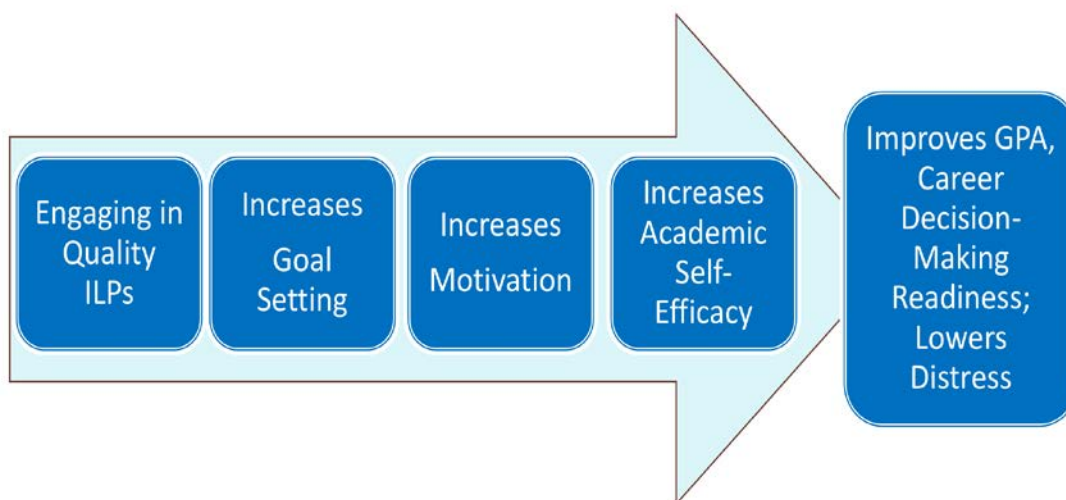 Engaging in
Quality
ILPs
Increases
Goal
Setting
Increases
Motivation
Increases
Academic
Self-
Efficacy
Improves GPA,
Career
Decision-
Making
Readiness;
Lowers
Distress